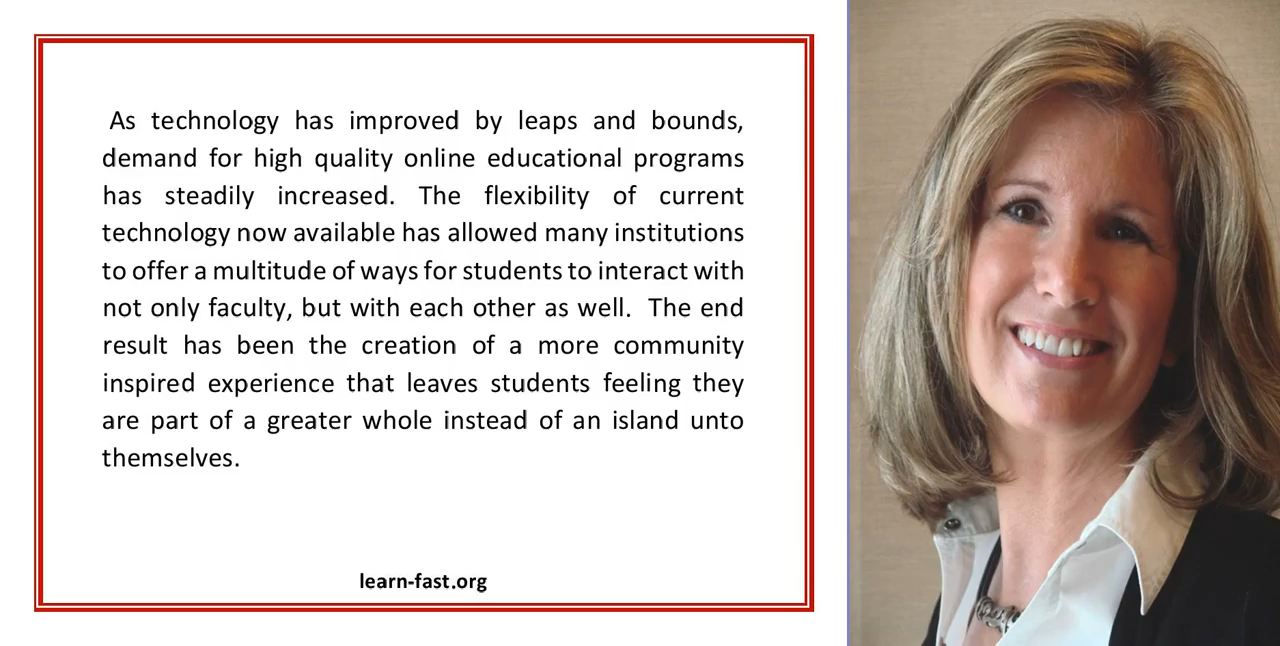 As technology has improved by leaps and bounds,
demand for high quality online educational programs
has steadily increased. The flexibility of current
technology now available has allowed many institutions
to offer a multitude of ways for students to interact with
not only faculty, but with each other as well. The end
result has been the creation of a more community
inspired experience that leaves students feeling they
are part of a greater whole instead of an island unto
themselves.
learn-fast.org